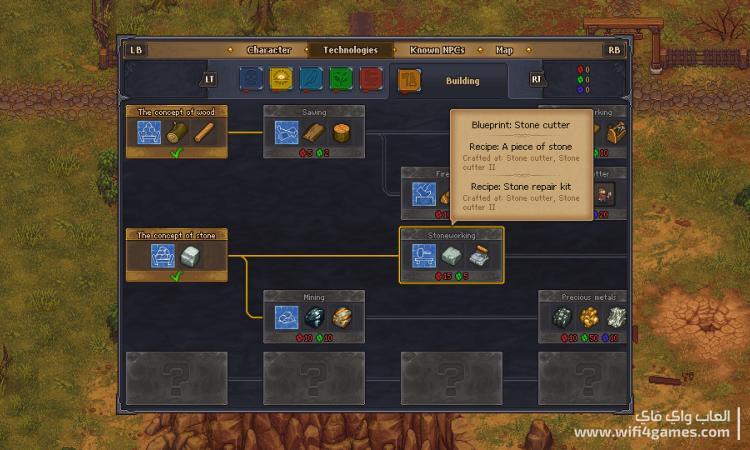 LB
Character
Technologies
Known NPCs
Map
RB
LT
Building
RT
0
0
0
The concept of wood
Sawing
5 2
10
Blueprint: Stone cutter
Recipe: A piece of stone
Crafted at: Stone cutter, Stone
cutter II
Recipe: Stone repair kit
Crafted at: Stone cutter, Stone
cutter II
20
The concept of stone
Stoneworking
15 5
Mining
10 10
Precious metals
10 50 10
?
?
?
?
العاب واي فاي
www.wifi4games.com